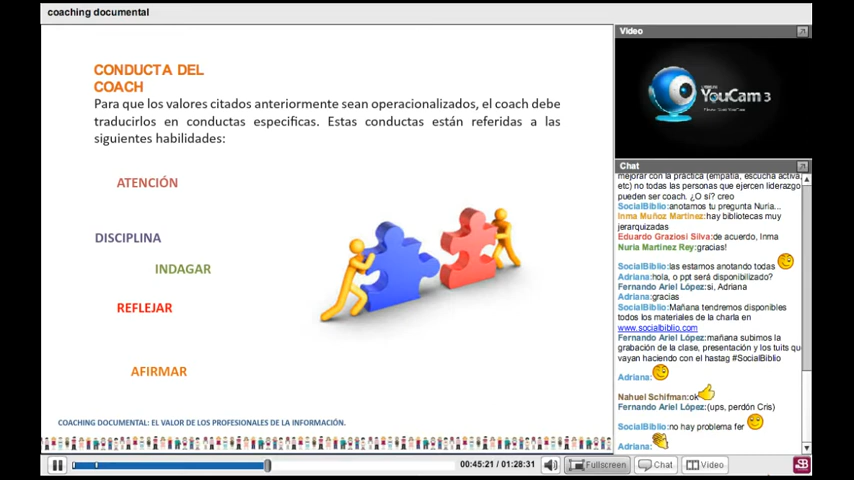 coaching documental
CONDUCTA DEL
COACH
Para que los valores citados anteriormente sean operacionalizados, el coach debe
traducirlos en conductas especificas. Estas conductas están referidas a las
siguientes habilidades:
ATENCIÓN
DISCIPLINA
INDAGAR
REFLEJAR
AFIRMAR
COACHING DOCUMENTAL: EL VALOR DE LOS PROFESIONALES DE LA INFORMACIÓN.
Video
YouCam 3
Chat
mejorar con la práctica (empatía, escucha activa,
etc) no todas las personas que ejercen liderazgo
pueden ser coach. ¿O sí? creo
SocialBiblio:anotamos tu pregunta Nuria...
Inma Muñoz Martínez:hay bibliotecas muy
jerarquizadas
Eduardo Graziosi Silva:de acuerdo, Inma
Nuria Martínez Rey:gracias!
SocialBiblio:las estamos anotando todas
Adriana:hola, o ppt será disponibilizado?
Fernando Ariel López:si, Adriana
Adriana:gracias
SocialBiblio:Mañana tendremos disponibles
todos los materiales de la charla en
www.socialbiblio.com
Fernando Ariel López:mañana subimos la
grabación de la clase, presentación y los tuits que
vayan haciendo con el hastag #SocialBiblio
Adriana:
Nahuel Schifman:ok
Fernando Ariel López:(ups, perdón Cris)
SocialBiblio:no hay problema fer
Adriana:
00:45:21 / 01:28:31
Fullscreen
Chat
Video